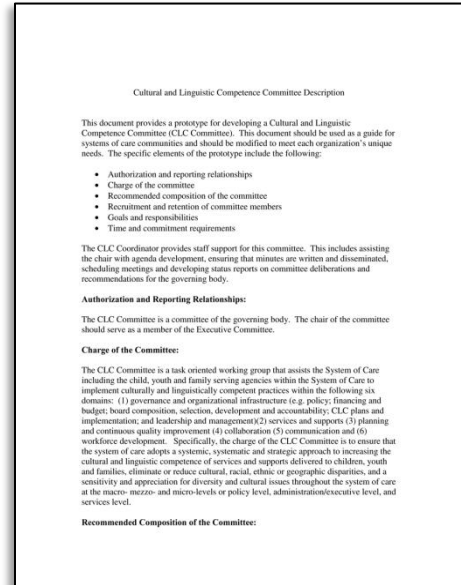 Cultural and Linguistic Competence Committee Description
This document provides a prototype for developing a Cultural and Linguistic
Competence Committee (CLC Committee).  This document should be used as a guide for
systems of care communities and should be modified to meet each organization's unique
needs.  The specific elements of the prototype include the following:
• Authorization and reporting relationships
• Charge of the committee
• Recommended composition of the committee
• Recruitment and retention of committee members
• Goals and responsibilities
• Time and commitment requirements
The CLC Coordinator provides staff support for this committee.  This includes assisting
the chair with agenda development, ensuring that minutes are written and disseminated,
scheduling meetings and developing status reports on committee deliberations and
recommendations for the governing body.
Authorization and Reporting Relationships:
The CLC Committee is a committee of the governing body.  The chair of the committee
should serve as a member of the Executive Committee.
Charge of the Committee:
The CLC Committee is a task oriented working group that assists the System of Care
including the child, youth and family serving agencies within the System of Care to
implement culturally and linguistically competent practices within the following six
domains:  (1) governance and organizational infrastructure (e.g. policy; financing and
budget; board composition, selection, development and accountability; CLC plans and
implementation; and leadership and management)(2) services and supports (3) planning
and continuous quality improvement (4) collaboration (5) communication and (6)
workforce development.   Specifically, the charge of the CLC Committee is to ensure that
the system of care adopts a systemic, systematic and strategic approach to increasing the
cultural and linguistic competence of services and supports delivered to children, youth
and families, eliminate or reduce cultural, racial, ethnic or geographic disparities, and a
sensitivity and appreciation for diversity and cultural issues throughout the system of care
at the macro- mezzo- and micro-levels or policy level, administration/executive level, and
services level.
Recommended Composition of the Committee: